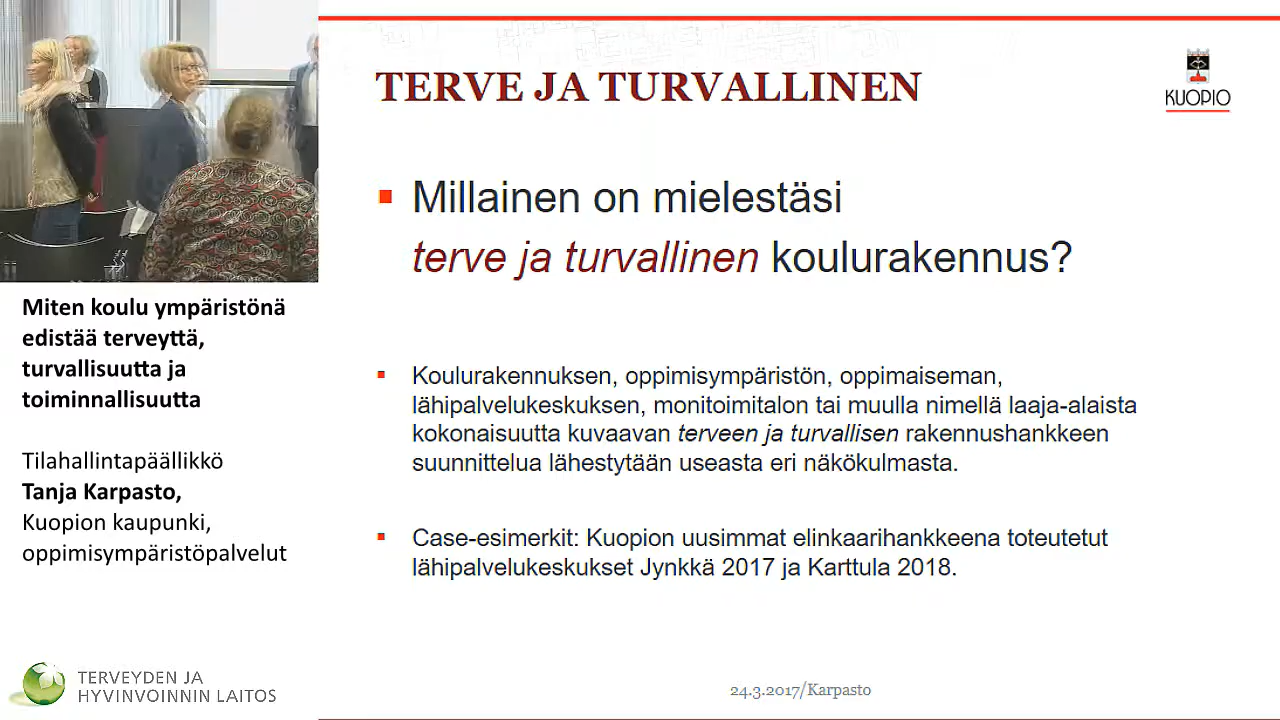 TERVE JA TURVALLINEN
KUOPIO
Millainen on mielestäsi
terve ja turvallinen koulurakennus?
Koulurakennuksen, oppimisympäristön, oppimaiseman,
lähipalvelukeskuksen, monitoimitalon tai muulla nimellä laaja-alaista
kokonaisuutta kuvaavan terveen ja turvallisen rakennushankkeen
suunnittelua lähestytään useasta eri näkökulmasta.
Case-esimerkit: Kuopion uusimmat elinkaarihankkeena toteutetut
lähipalvelukeskukset Jynkkä 2017 ja Karttula 2018.
24.3.2017/Karpasto
Miten koulu ympäristönä
edistää terveyttä,
turvallisuutta ja
toiminnallisuutta
Tilahallintapäällikkö
Tanja Karpasto,
Kuopion kaupunki,
oppimisympäristöpalvelut
TERVEYDEN JA
HYVINVOINNIN LAITOS